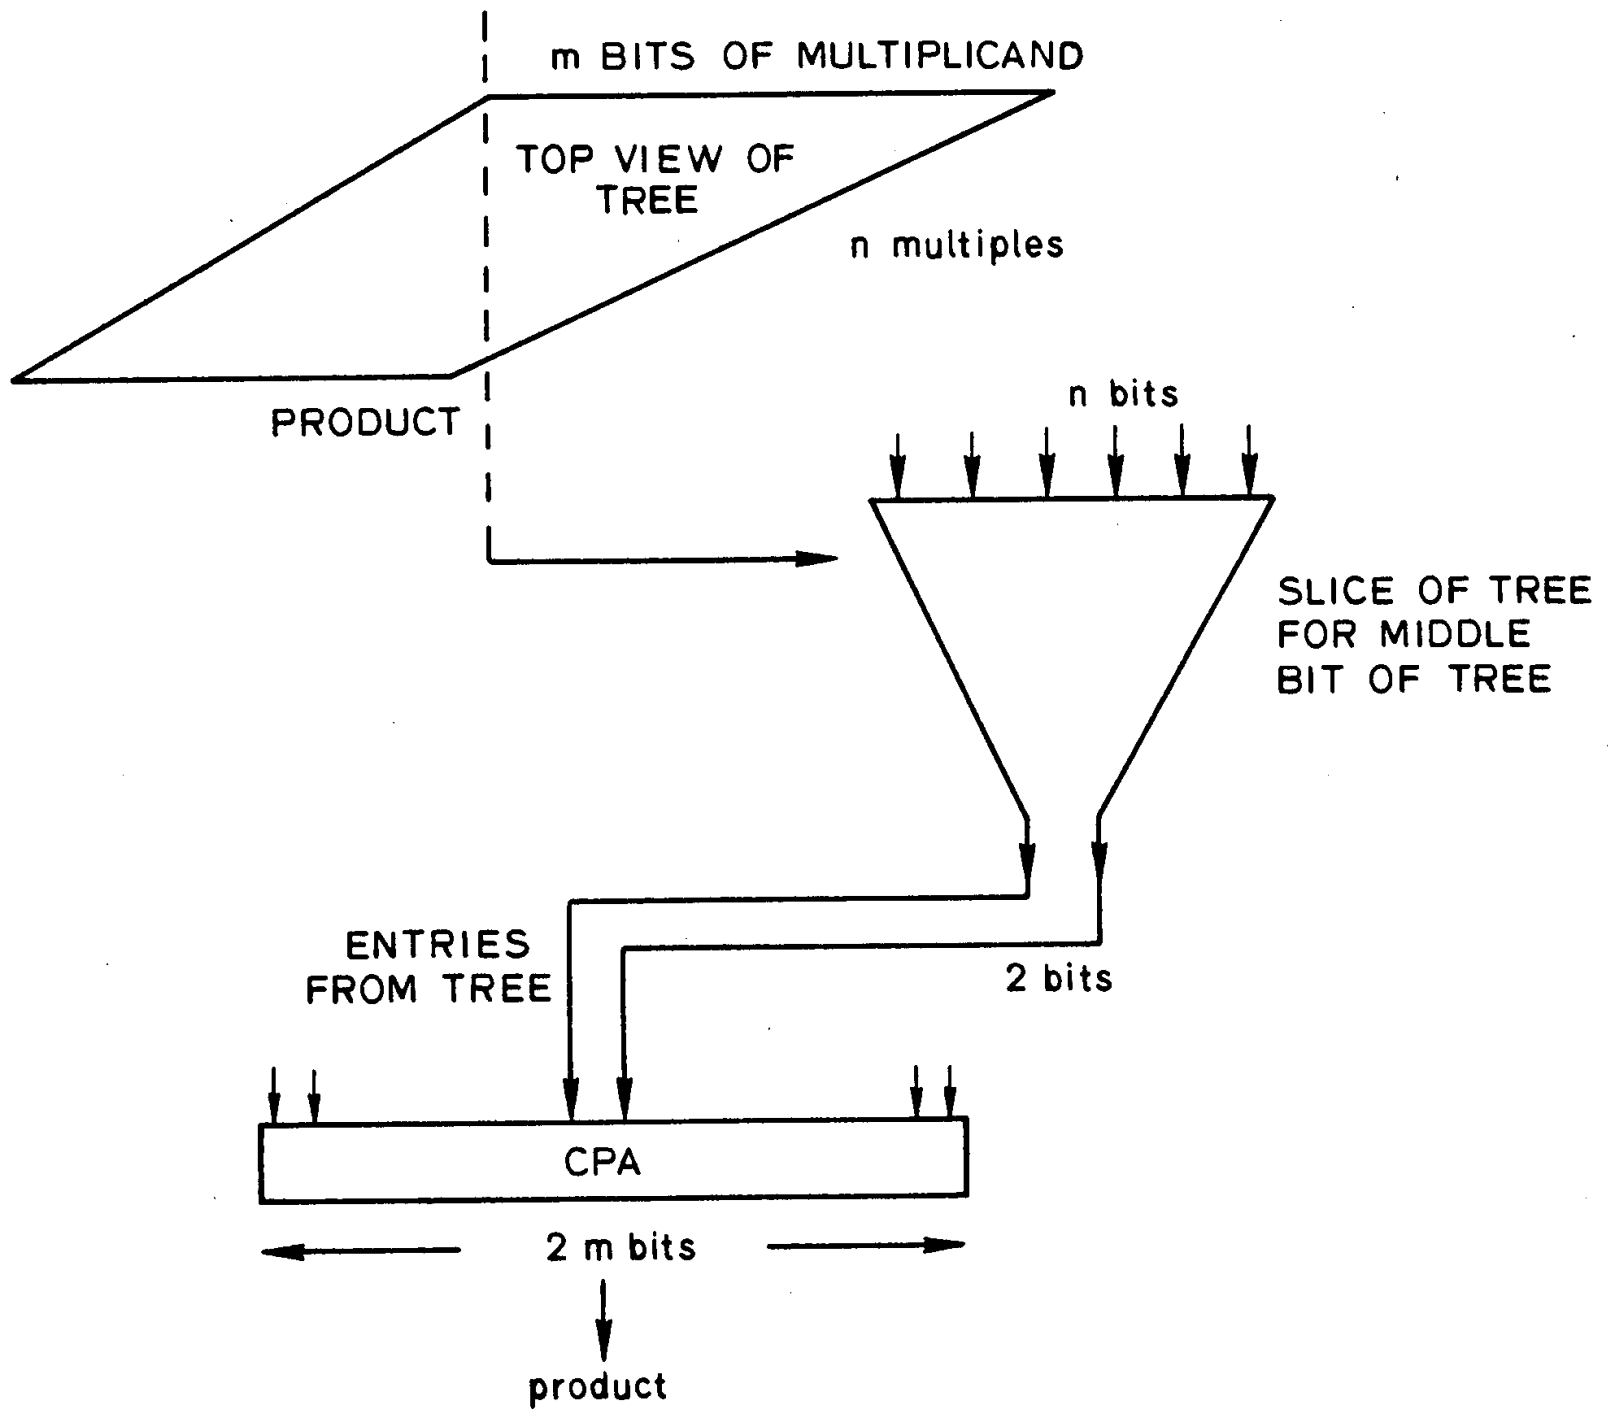 m BITS OF MULTIPLICAND
TOP VIEW OF
TREE
n multiples
PRODUCT
n bits
SLICE OF TREE
FOR MIDDLE
BIT OF TREE
ENTRIES
FROM TREE
2 bits
CPA
2 m bits
product